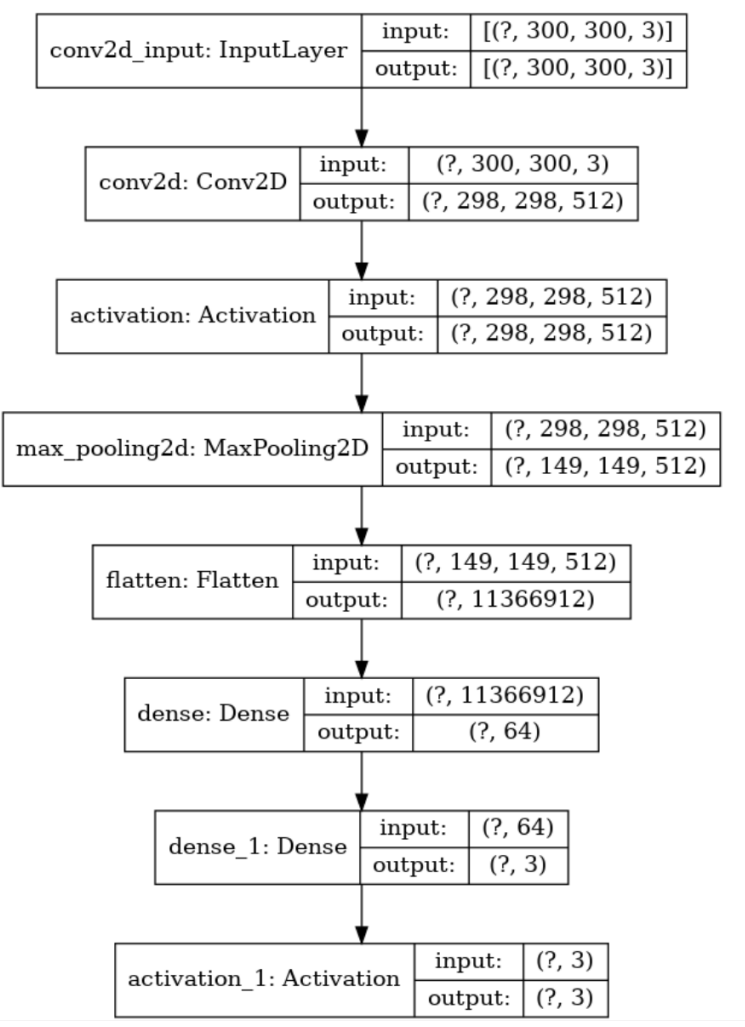 conv2d_input: InputLayer
input: [(?, 300, 300, 3)]
output: [(?, 300, 300, 3)]
conv2d: Conv2D
input: (?, 300, 300, 3)
output: (?, 298, 298, 512)
activation: Activation
input: (?, 298, 298, 512)
output: (?, 298, 298, 512)
max_pooling2d: MaxPooling2D
input: (?, 298, 298, 512)
output: (?, 149, 149, 512)
flatten: Flatten
input: (?, 149, 149, 512)
output: (?, 11366912)
dense: Dense
input: (?, 11366912)
output: (?, 64)
dense_1: Dense
input: (?, 64)
output: (?, 3)
activation_1: Activation
input: (?, 3)
output: (?, 3)